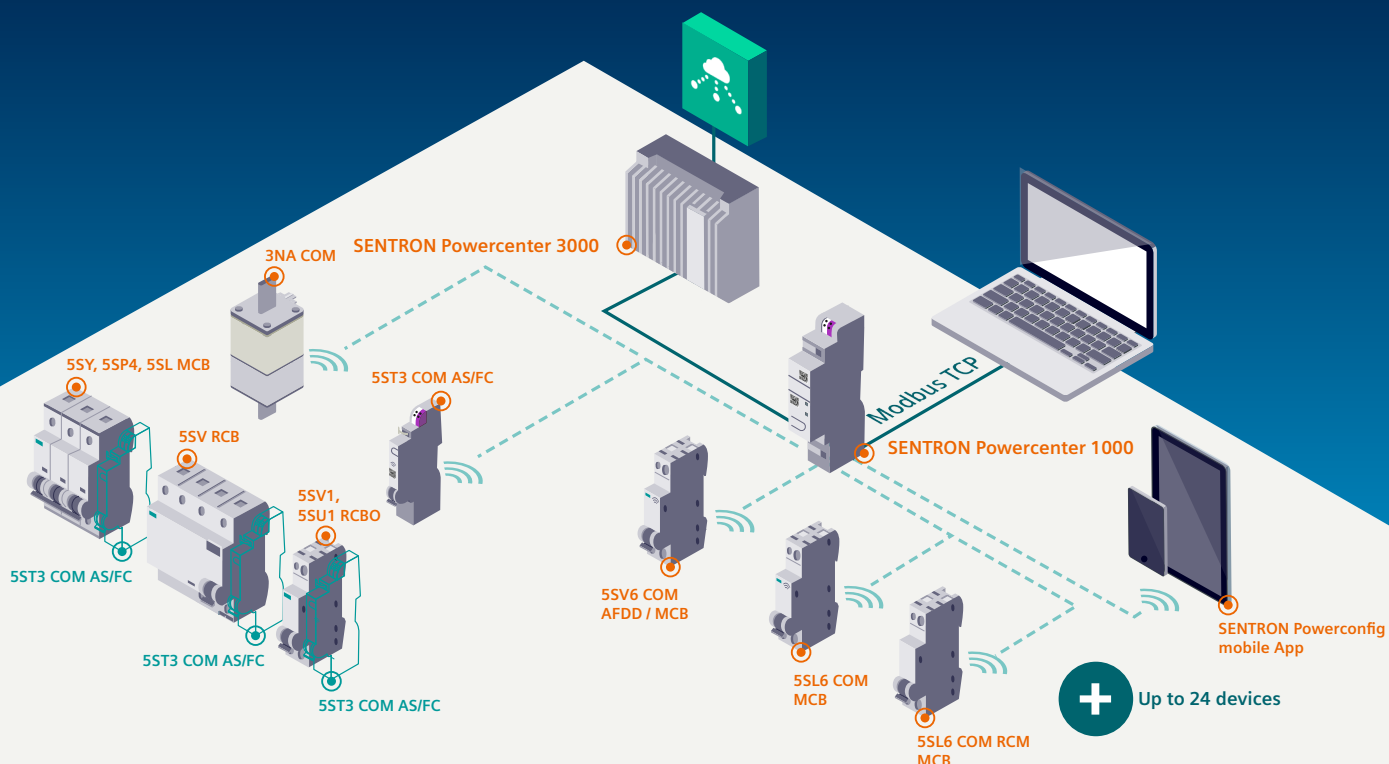 SENTRON Powercenter 3000
3NA COM
5SY, 5SP4, 5SL MCB
5ST3 COM AS/FC
5SV RCB
5SV1,
5SU1 RCBO
5ST3 COM AS/FC
5ST3 COM AS/FC
5ST3 COM AS/FC
Modbus TCP
SENTRON Powercenter 1000
5SV6 COM
AFDD / MCB
5SL6 COM
MCB
5SL6 COM RCM
MCB
SENTRON Powerconfig
mobile App
Up to 24 devices